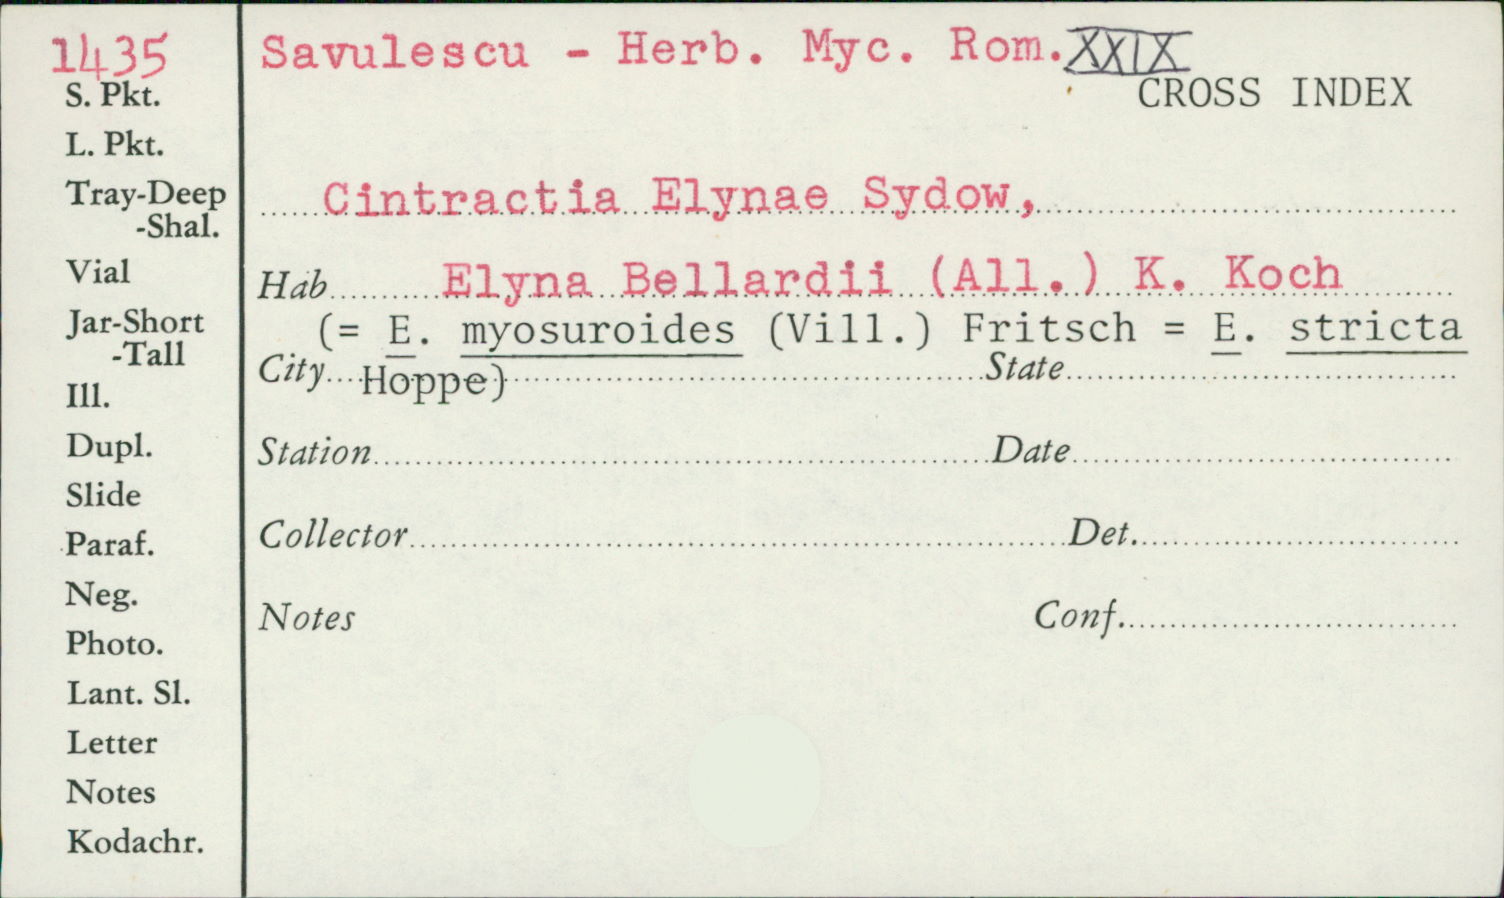 1435
S. Pkt.
L. Pkt.
Tray-Deep
-Shal.
Vial
Jar-Short
-Tall
Ill.
Dupl.
Slide
Paraf.
Neg.
Photo.
Lant. Sl.
Letter
Notes
Kodachr.
Savulescu - Herb. Myc. Rom. XXIX
CROSS INDEX
Cintractia Elynae Sydow,
Hab. Elyna Bellardii (All.) K. Koch
(= E. myosuroides (Vill.) Fritsch = E. stricta
City Hoppe) State
Station Date
Collector Det.
Notes Conf.